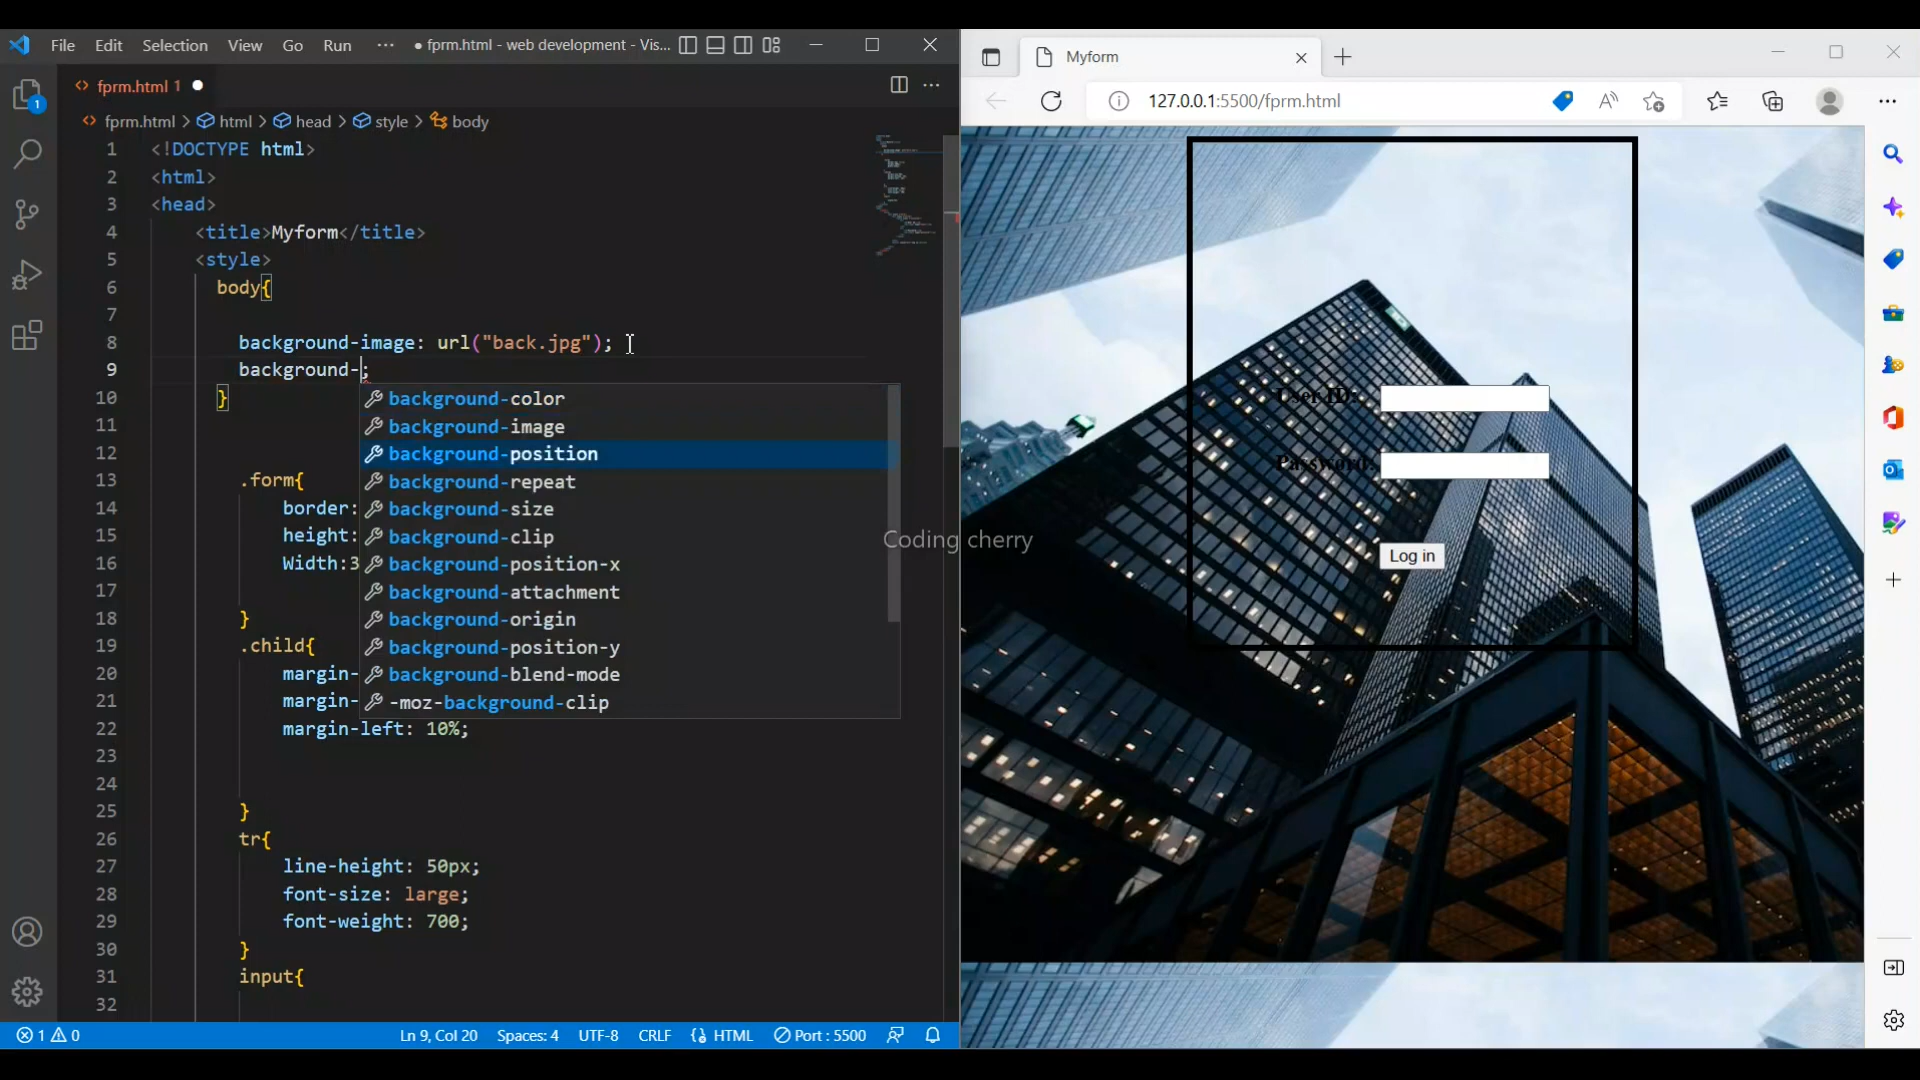 File Edit Selection View Go Run ··· ● fprm.html - web development - Vis...
fprm.html 1 ●
fprm.html > html > head > style > body
1 <!DOCTYPE html>
2 <html>
3 <head>
4 <title>Myform</title>
5 <style>
6 body{
7
8 background-image: url("back.jpg");
9 background-;
10 }
11
12
13 .form{
14 border:
15 height:
16 Width:3
17
18 }
19 .child{
20 margin-
21 margin-
22 margin-left: 10%;
23
24
25 }
26 tr{
27 line-height: 50px;
28 font-size: large;
29 font-weight: 700;
30 }
31 input{
32
background-color
background-image
background-position
background-repeat
background-size
background-clip
background-position-x
background-attachment
background-origin
background-position-y
background-blend-mode
-moz-background-clip
1
1 0 Ln 9, Col 20 Spaces: 4 UTF-8 CRLF {} HTML Port : 5500
Coding cherry
Myform
127.0.0.1:5500/fprm.html
User ID:
Password:
Log in